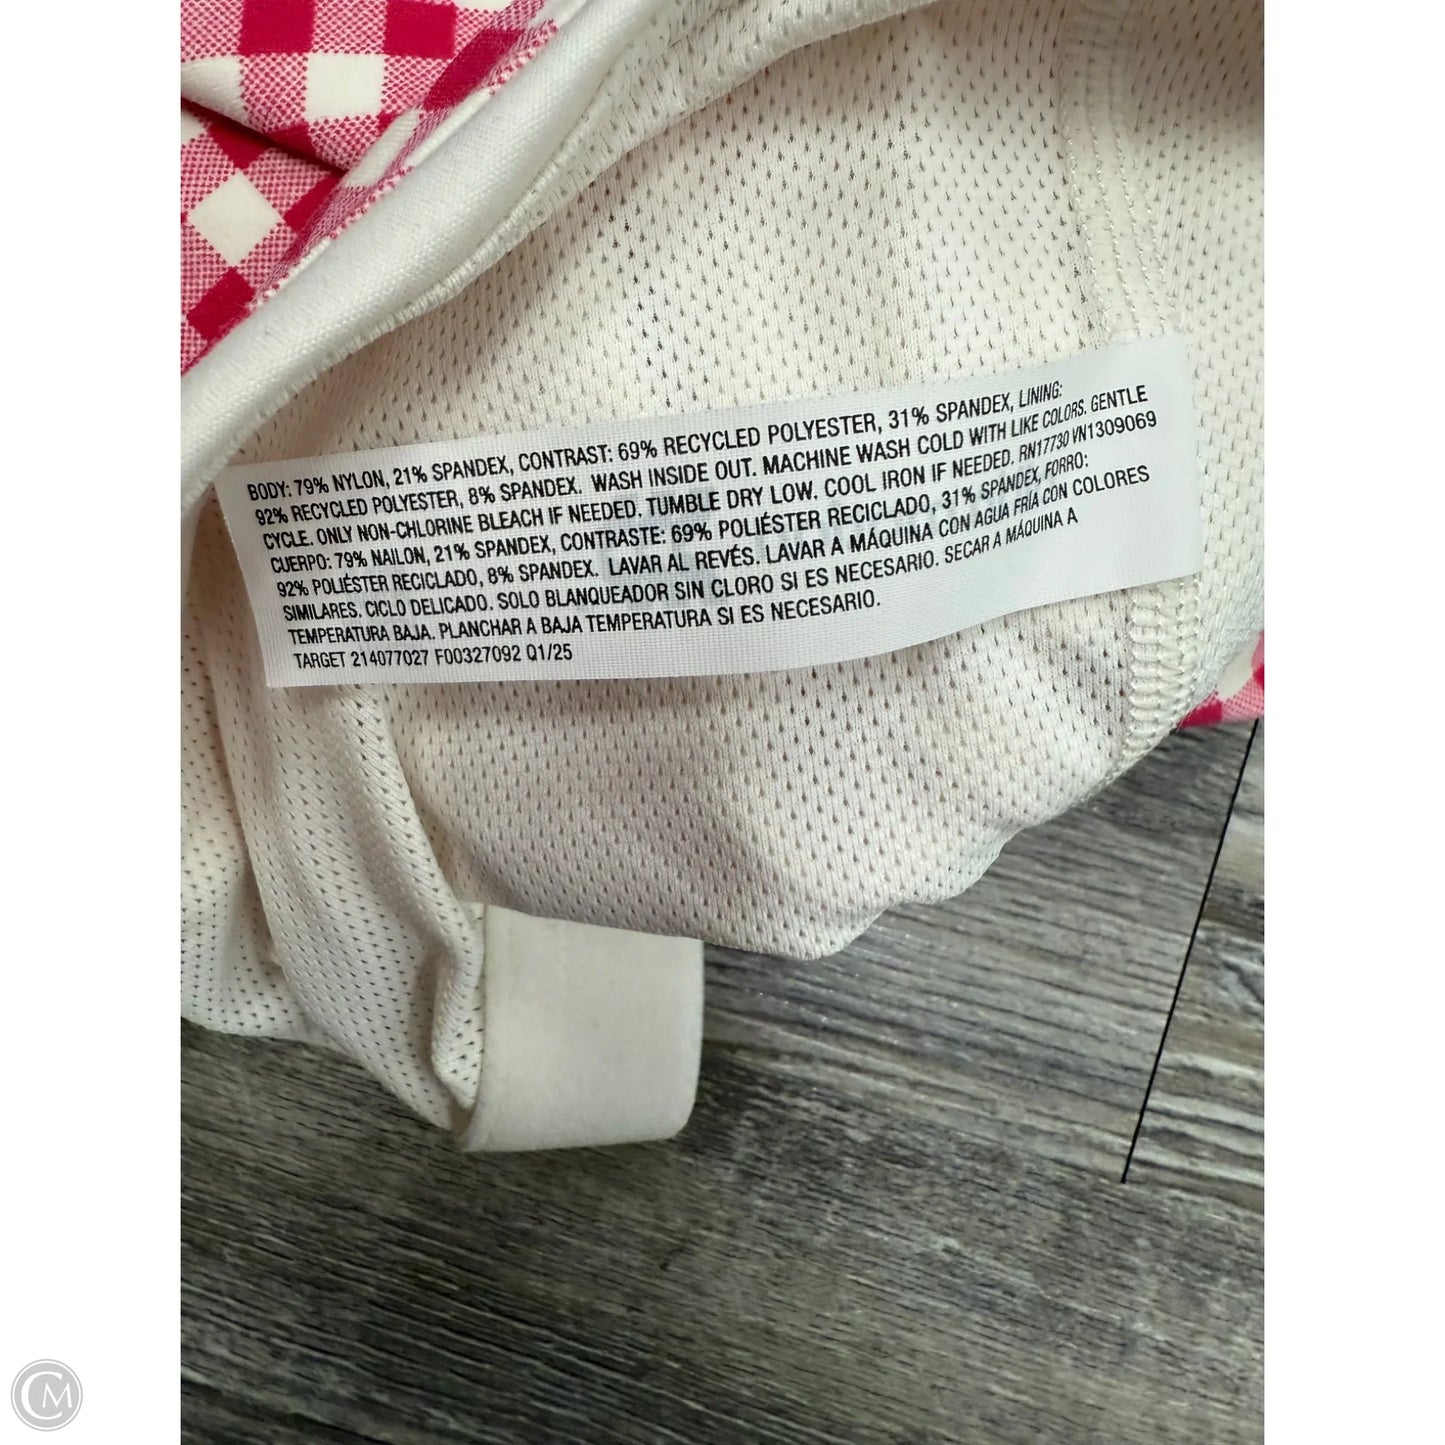 BODY: 79% NYLON, 21% SPANDEX, CONTRAST: 69% RECYCLED POLYESTER, 31% SPANDEX, LINING:
92% RECYCLED POLYESTER, 8% SPANDEX. WASH INSIDE OUT. MACHINE WASH COLD WITH LIKE COLORS. GENTLE
CYCLE. ONLY NON-CHLORINE BLEACH IF NEEDED. TUMBLE DRY LOW. COOL IRON IF NEEDED. RN17730 VN1309069
CUERPO: 79% NAILON, 21% SPANDEX, CONTRASTE: 69% POLIÉSTER RECICLADO, 31% SPANDEX, FORRO:
92% POLIÉSTER RECICLADO, 8% SPANDEX. LAVAR AL REVÉS. LAVAR A MÁQUINA CON AGUA FRÍA CON COLORES
SIMILARES. CICLO DELICADO. SOLO BLANQUEADOR SIN CLORO SI ES NECESARIO. SECAR A MÁQUINA A
TEMPERATURA BAJA. PLANCHAR A BAJA TEMPERATURA SI ES NECESARIO.
TARGET 214077027 F00327092 Q1/25
CM